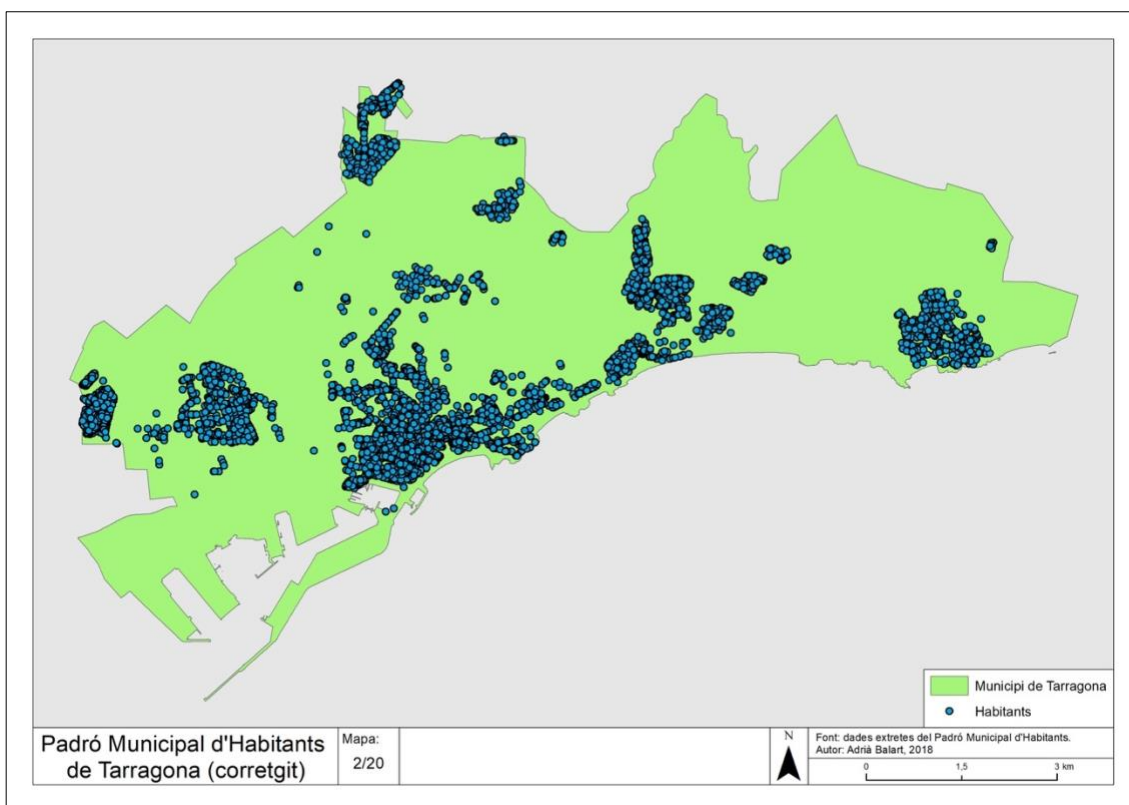 Municipi de Tarragona
Habitants
Padró Municipal d'Habitants
de Tarragona (corretgit)
Mapa:
2/20
N
Font: dades extretes del Padró Municipal d'Habitants.
Autor: Adrià Balart, 2018
0 1,5 3 km